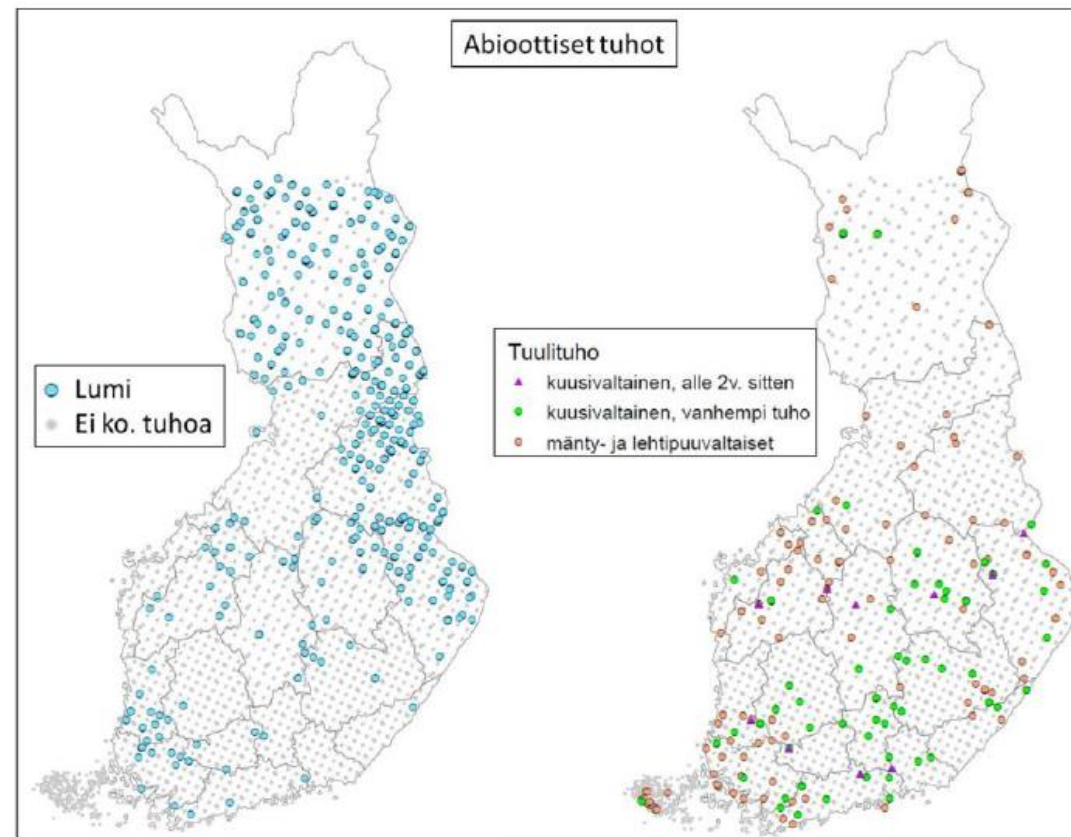 Abioottiset tuhot
Lumi
Ei ko. tuhoa
Tuulituho
kuusivaltainen, alle 2v. sitten
kuusivaltainen, vanhempi tuho
mänty- ja lehtipuuvaltaiset